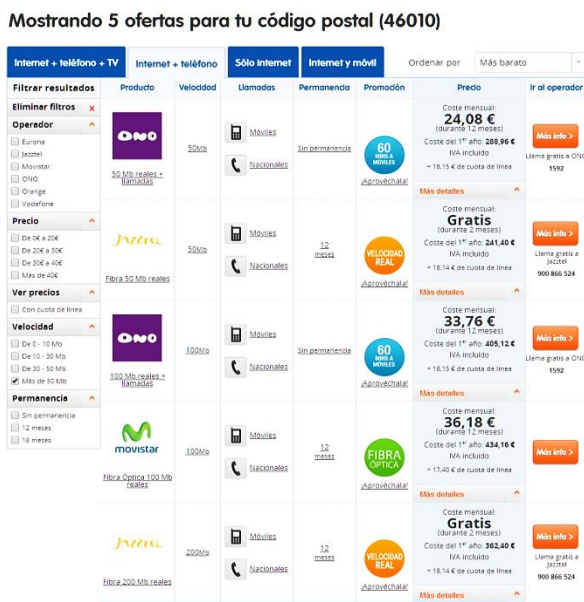 Mostrando 5 ofertas para tu código postal (46010)
Internet + teléfono + TV
Internet + teléfono
Sólo internet
Internet y móvil
Ordenar por
Más barato
Filtrar resultados
Producto
Velocidad
Llamadas
Permanencia
Promoción
Precio
Ir al operador
Eliminar filtros x
Operador
Eurona
Jazztel
Movistar
ONO
Orange
Vodafone
Precio
De 0€ a 20€
De 20€ a 30€
De 30€ a 40€
Más de 40€
Ver precios
Con cuota de línea
Velocidad
De 0 - 10 Mb
De 10 - 30 Mb
De 30 - 50 Mb
Más de 50 Mb
Permanencia
Sin permanencia
12 meses
18 meses
ONO
50 Mb reales +
llamadas
50Mb
Móviles
Nacionales
Sin permanencia
60
MINS A
MÓVILES
¡Aprovéchala!
Coste mensual:
24,08 €
(durante 12 meses)
Coste del 1er año: 288,96 €
IVA incluido
+ 18,15 € de cuota de línea
Más detalles
Más info >
Llama gratis a ONO
1592
JAZZTEL
Fibra 50 Mb reales
50Mb
Móviles
Nacionales
12
meses
VELOCIDAD
REAL
¡Aprovéchala!
Coste mensual:
Gratis
(durante 2 meses)
Coste del 1er año: 241,40 €
IVA incluido
+ 18,14 € de cuota de línea
Más detalles
Más info >
Llama gratis a
Jazztel
900 866 524
ONO
100 Mb reales +
llamadas
100Mb
Móviles
Nacionales
Sin permanencia
60
MINS A
MÓVILES
¡Aprovéchala!
Coste mensual:
33,76 €
(durante 12 meses)
Coste del 1er año: 405,12 €
IVA incluido
+ 18,15 € de cuota de línea
Más detalles
Más info >
Llama gratis a ONO
1592
movistar
Fibra Óptica 100 Mb
reales
100Mb
Móviles
Nacionales
12
meses
FIBRA
ÓPTICA
¡Aprovéchala!
Coste mensual:
36,18 €
(durante 12 meses)
Coste del 1er año: 434,16 €
IVA incluido
+ 17,40 € de cuota de línea
Más detalles
Más info >
JAZZTEL
Fibra 200 Mb reales
200Mb
Móviles
Nacionales
12
meses
VELOCIDAD
REAL
¡Aprovéchala!
Coste mensual:
Gratis
(durante 2 meses)
Coste del 1er año: 362,40 €
IVA incluido
+ 18,14 € de cuota de línea
Más detalles
Más info >
Llama gratis a
Jazztel
900 866 524